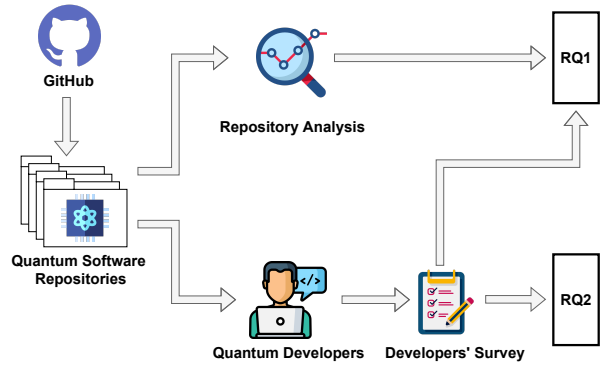 GitHub
Repository Analysis
RQ1
Quantum Software
Repositories
</>
Quantum Developers
Developers' Survey
RQ2